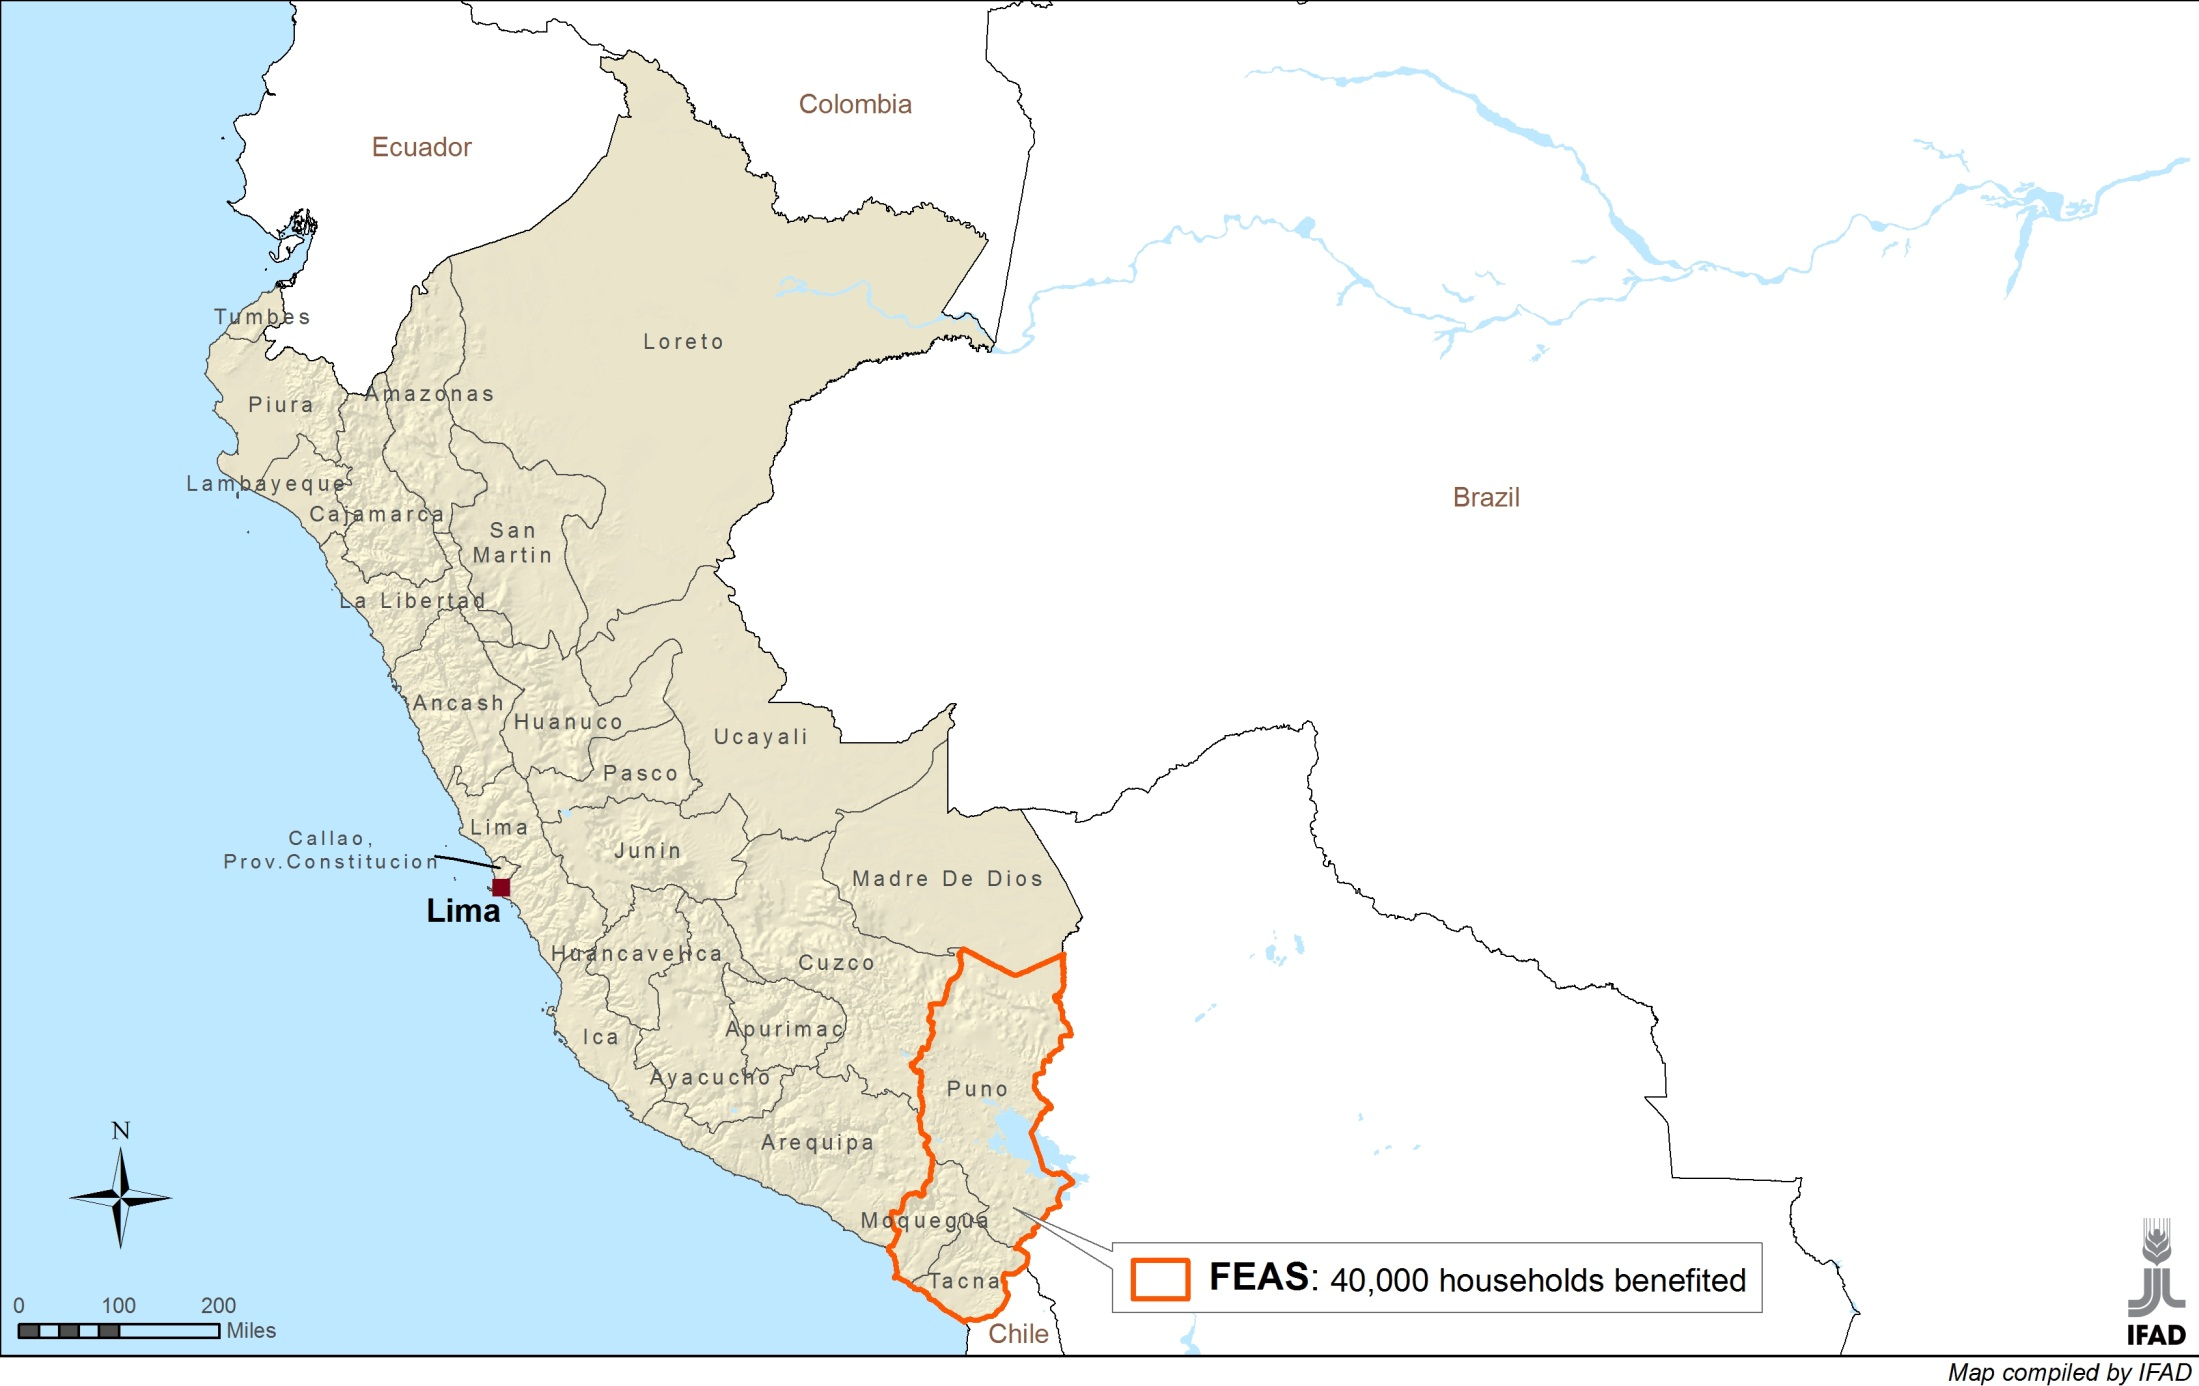 Colombia
Ecuador
Tumbes
Loreto
Piura
Amazonas
Lambayeque
Cajamarca
San
Martin
Brazil
La Libertad
Ancash
Huanuco
Ucayali
Pasco
Lima
Callao,
Prov.Constitucion
Junin
Madre De Dios
Lima
Huancavelica
Cuzco
Ica
Apurimac
Ayacucho
Puno
Arequipa
N
Moquegua
Tacna
FEAS: 40,000 households benefited
0 100 200
Miles
Chile
IFAD
Map compiled by IFAD